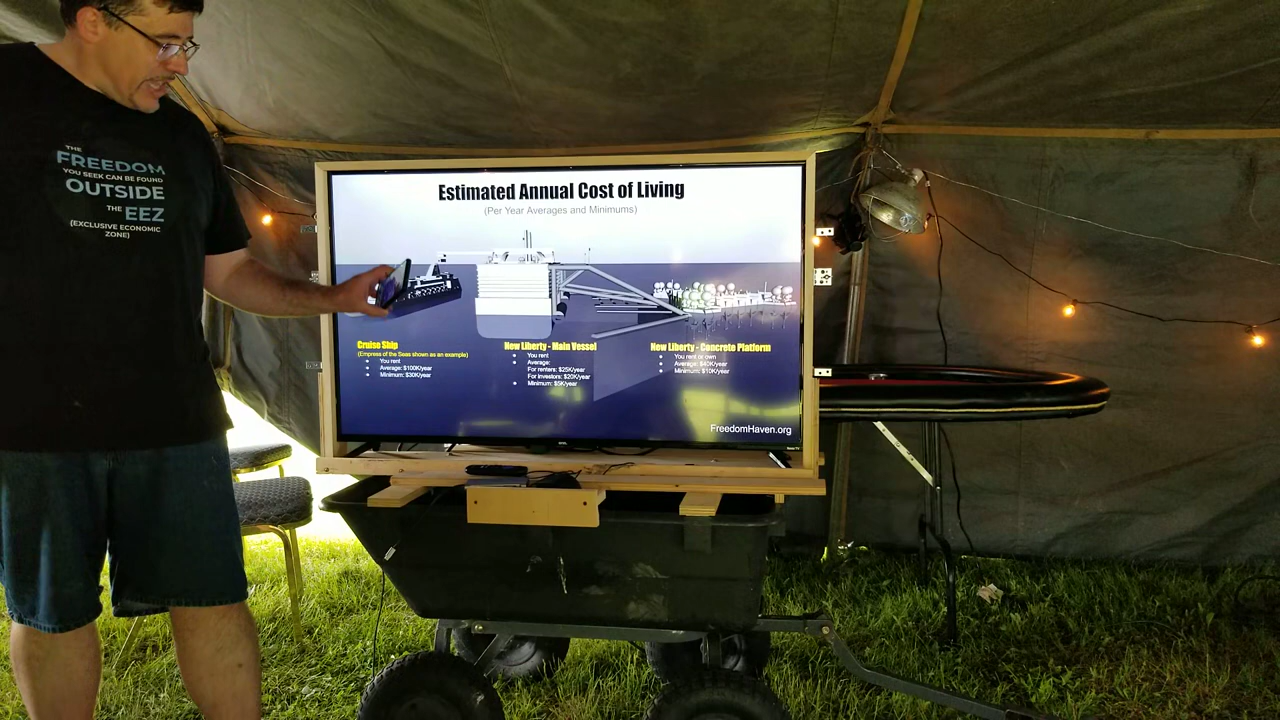 THE
FREEDOM
YOU SEEK CAN BE FOUND
OUTSIDE
THE EEZ
(EXCLUSIVE ECONOMIC
ZONE)
Estimated Annual Cost of Living
(Per Year Averages and Minimums)
Cruise Ship
(Empress of the Seas shown as an example)
You rent
Average: $100K/year
Minimum: $30K/year
New Liberty - Main Vessel
You rent
Average:
For renters: $25K/year
For investors: $20K/year
Minimum: $5K/year
New Liberty - Concrete Platform
You rent or own
Average: $40K/year
Minimum: $10K/year
FreedomHaven.org